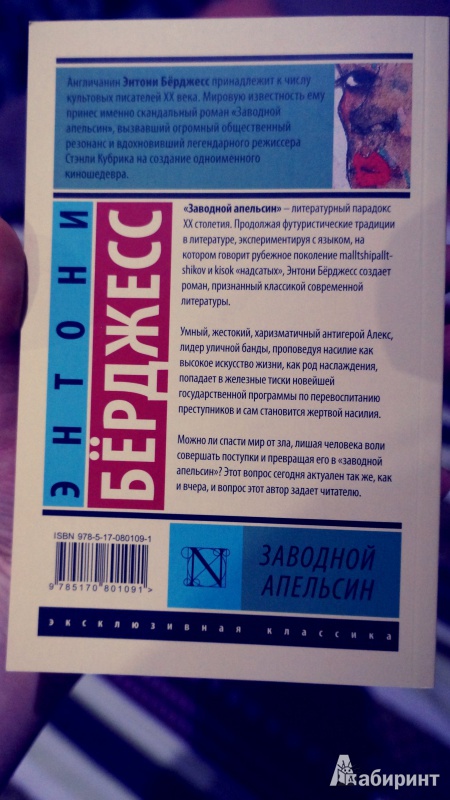 Англичанин Энтони Бёрджесс принадлежит к числу
культовых писателей XX века. Мировую известность ему
принес именно скандальный роман «Заводной
апельсин», вызвавший огромный общественный
резонанс и вдохновивший легендарного режиссера
Стэнли Кубрика на создание одноименного
киношедевра.
ЭНТОНИ
БЁРДЖЕСС
«Заводной апельсин» – литературный парадокс
XX столетия. Продолжая футуристические традиции
в литературе, экспериментируя с языком, на
котором говорит рубежное поколение malltshipallt-
shikov и kisok «надсатых», Энтони Бёрджесс создает
роман, признанный классикой современной
литературы.
Умный, жестокий, харизматичный антигерой Алекс,
лидер уличной банды, проповедуя насилие как
высокое искусство жизни, как род наслаждения,
попадает в железные тиски новейшей
государственной программы по перевоспитанию
преступников и сам становится жертвой насилия.
Можно ли спасти мир от зла, лишая человека воли
совершать поступки и превращая его в «заводной
апельсин»? Этот вопрос сегодня актуален так же, как
и вчера, и вопрос этот автор задает читателю.
ISBN 978-5-17-080109-1
9 785170 801091 >
N
ЗАВОДНОЙ
АПЕЛЬСИН
эксклюзивная классика
Лабиринт